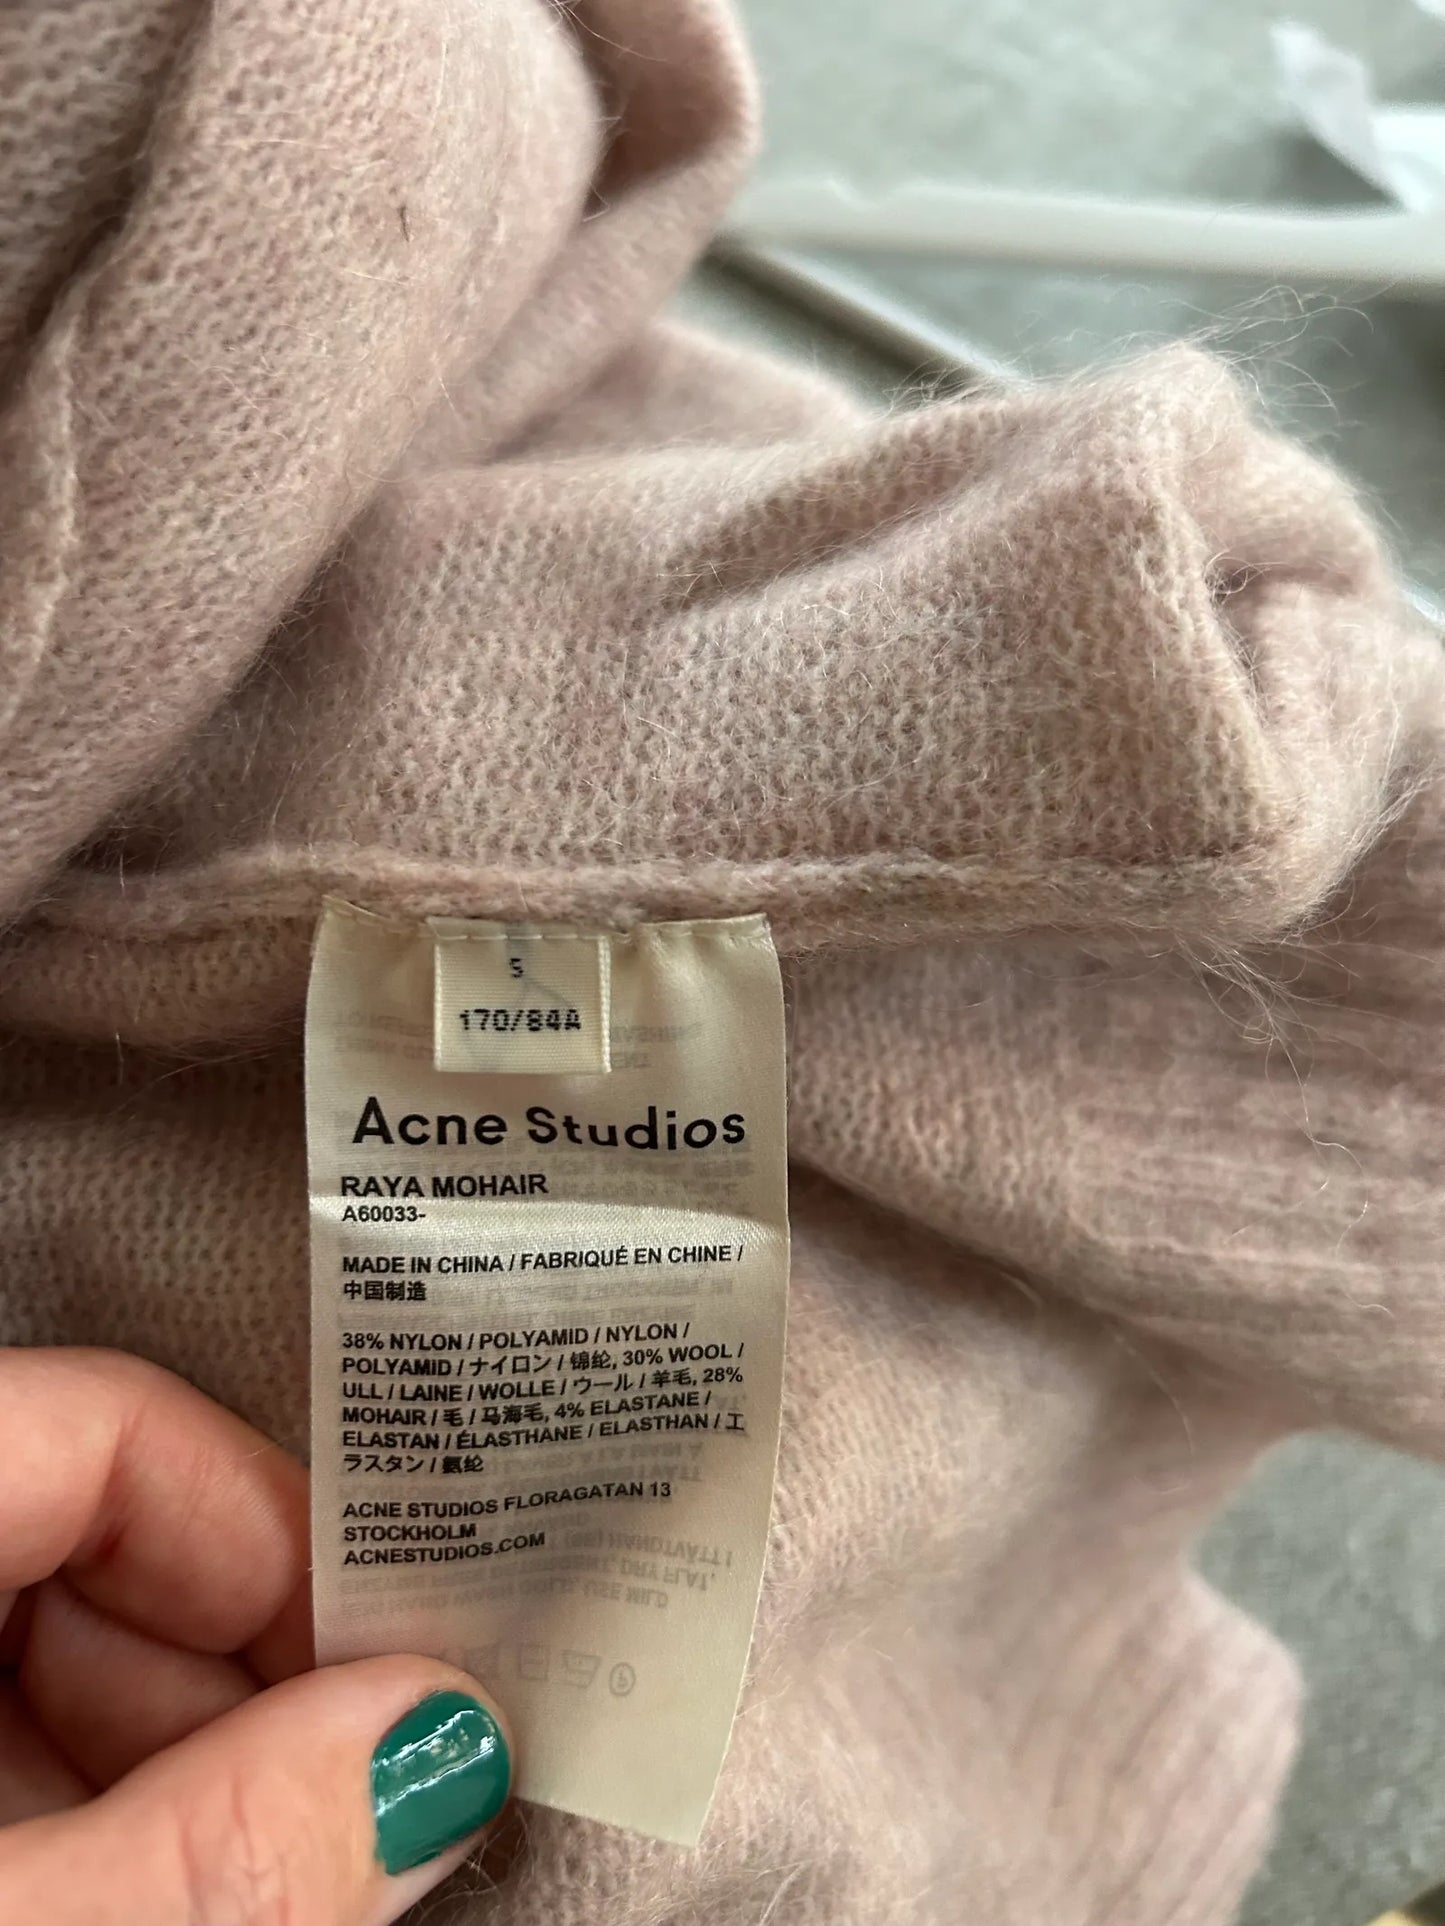 S
170/84A
Acne Studios
RAYA MOHAIR
A60033-
MADE IN CHINA / FABRIQUÉ EN CHINE /
中国制造
38% NYLON / POLYAMID / NYLON /
POLYAMID / ナイロン / 锦纶, 30% WOOL /
ULL / LAINE / WOLLE / ウール / 羊毛, 28%
MOHAIR / 毛 / 马海毛, 4% ELASTANE /
ELASTAN / ÉLASTHANE / ELASTHAN / エ
ラスタン / 氨纶
ACNE STUDIOS FLORAGATAN 13
STOCKHOLM
ACNESTUDIOS.COM